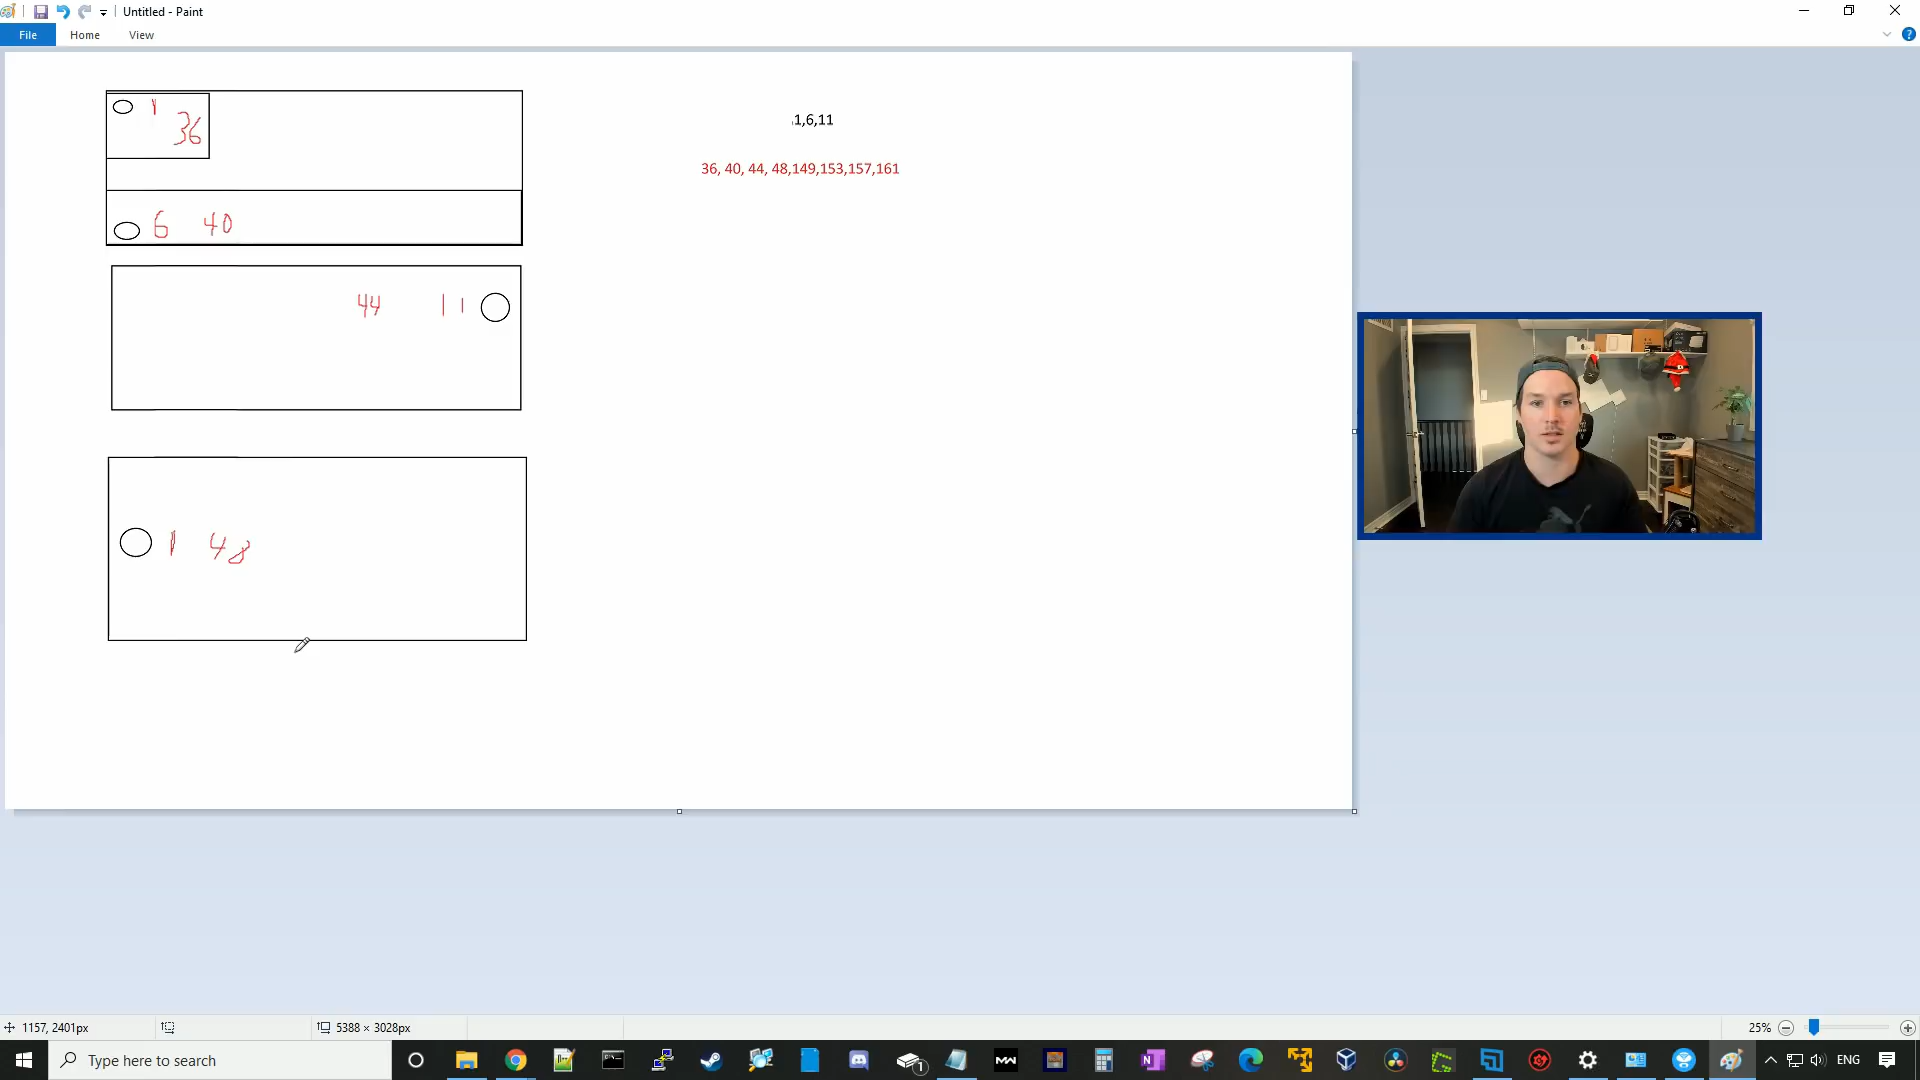 Untitled - Paint
File Home View
1
36
6 40
44 11
1 48
1,6,11
36, 40, 44, 48,149,153,157,161
1157, 2401px
5388 × 3028px
25%
Type here to search
1
ENG